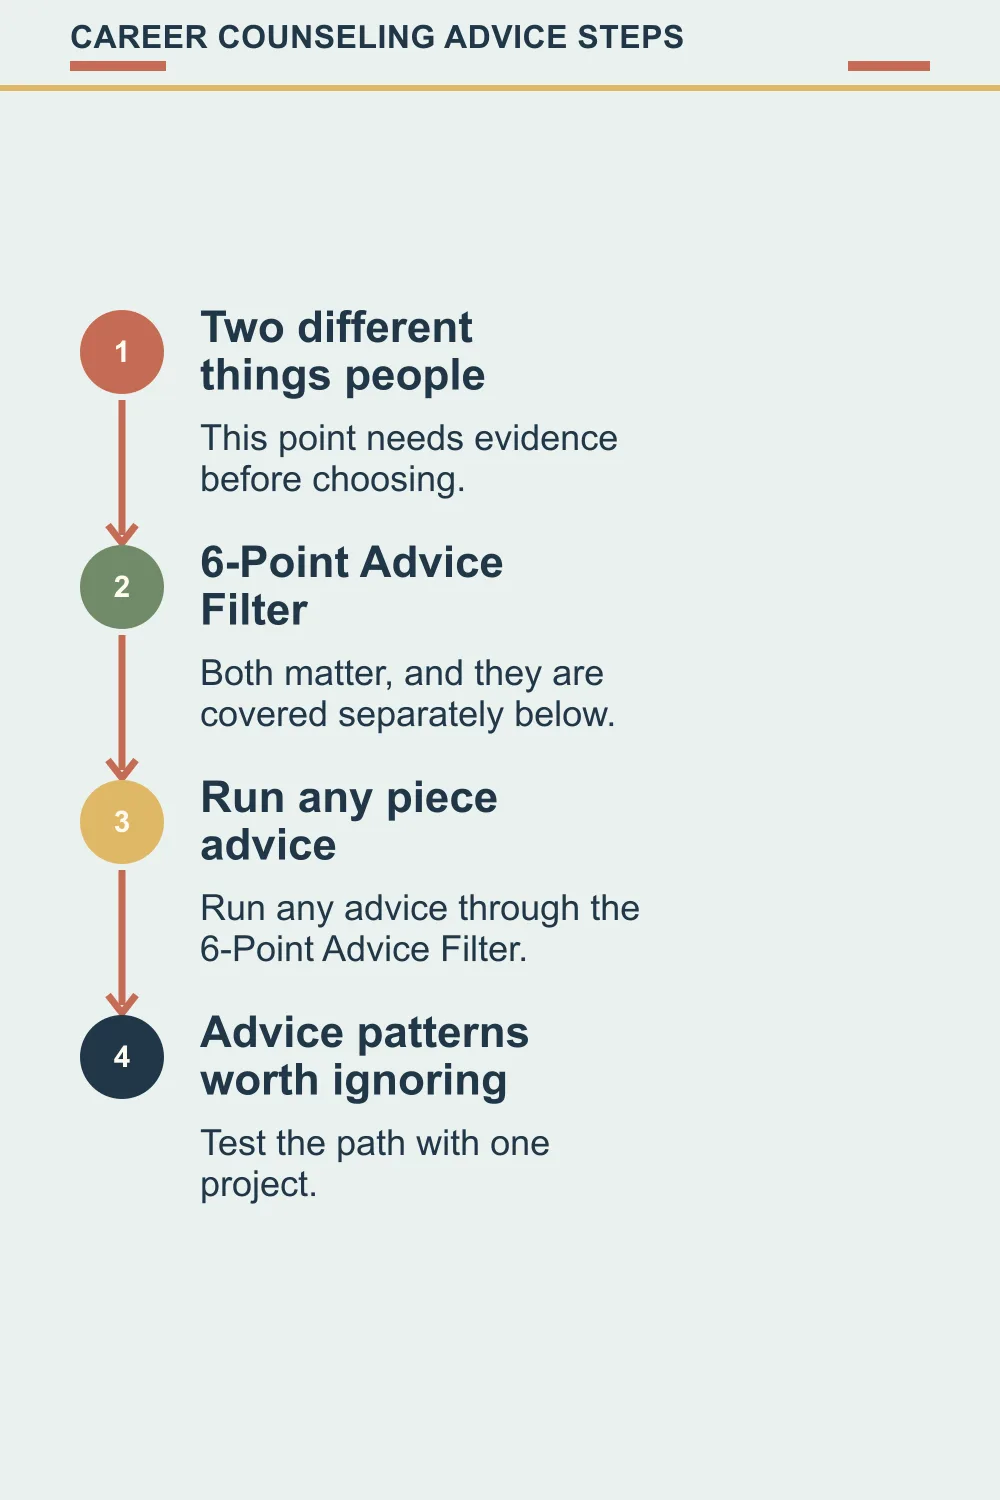 CAREER COUNSELING ADVICE STEPS
1
Two different
things people
This point needs evidence
before choosing.
2
6-Point Advice
Filter
Both matter, and they are
covered separately below.
3
Run any piece
advice
Run any advice through the
6-Point Advice Filter.
4
Advice patterns
worth ignoring
Test the path with one
project.